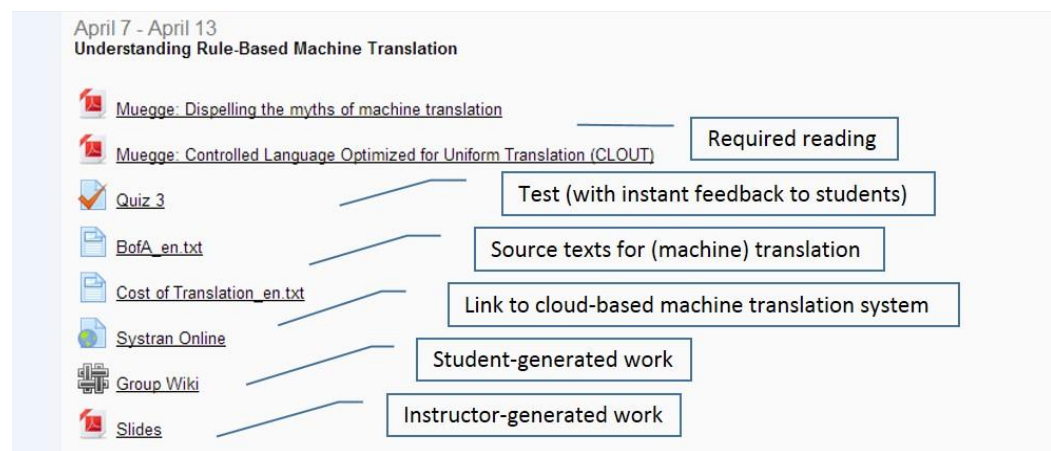 April 7 - April 13
Understanding Rule-Based Machine Translation
Muegge: Dispelling the myths of machine translation
Required reading
Muegge: Controlled Language Optimized for Uniform Translation (CLOUT)
Quiz 3
Test (with instant feedback to students)
BofA_en.txt
Source texts for (machine) translation
Cost of Translation_en.txt
Link to cloud-based machine translation system
Systran Online
Student-generated work
Group Wiki
Instructor-generated work
Slides